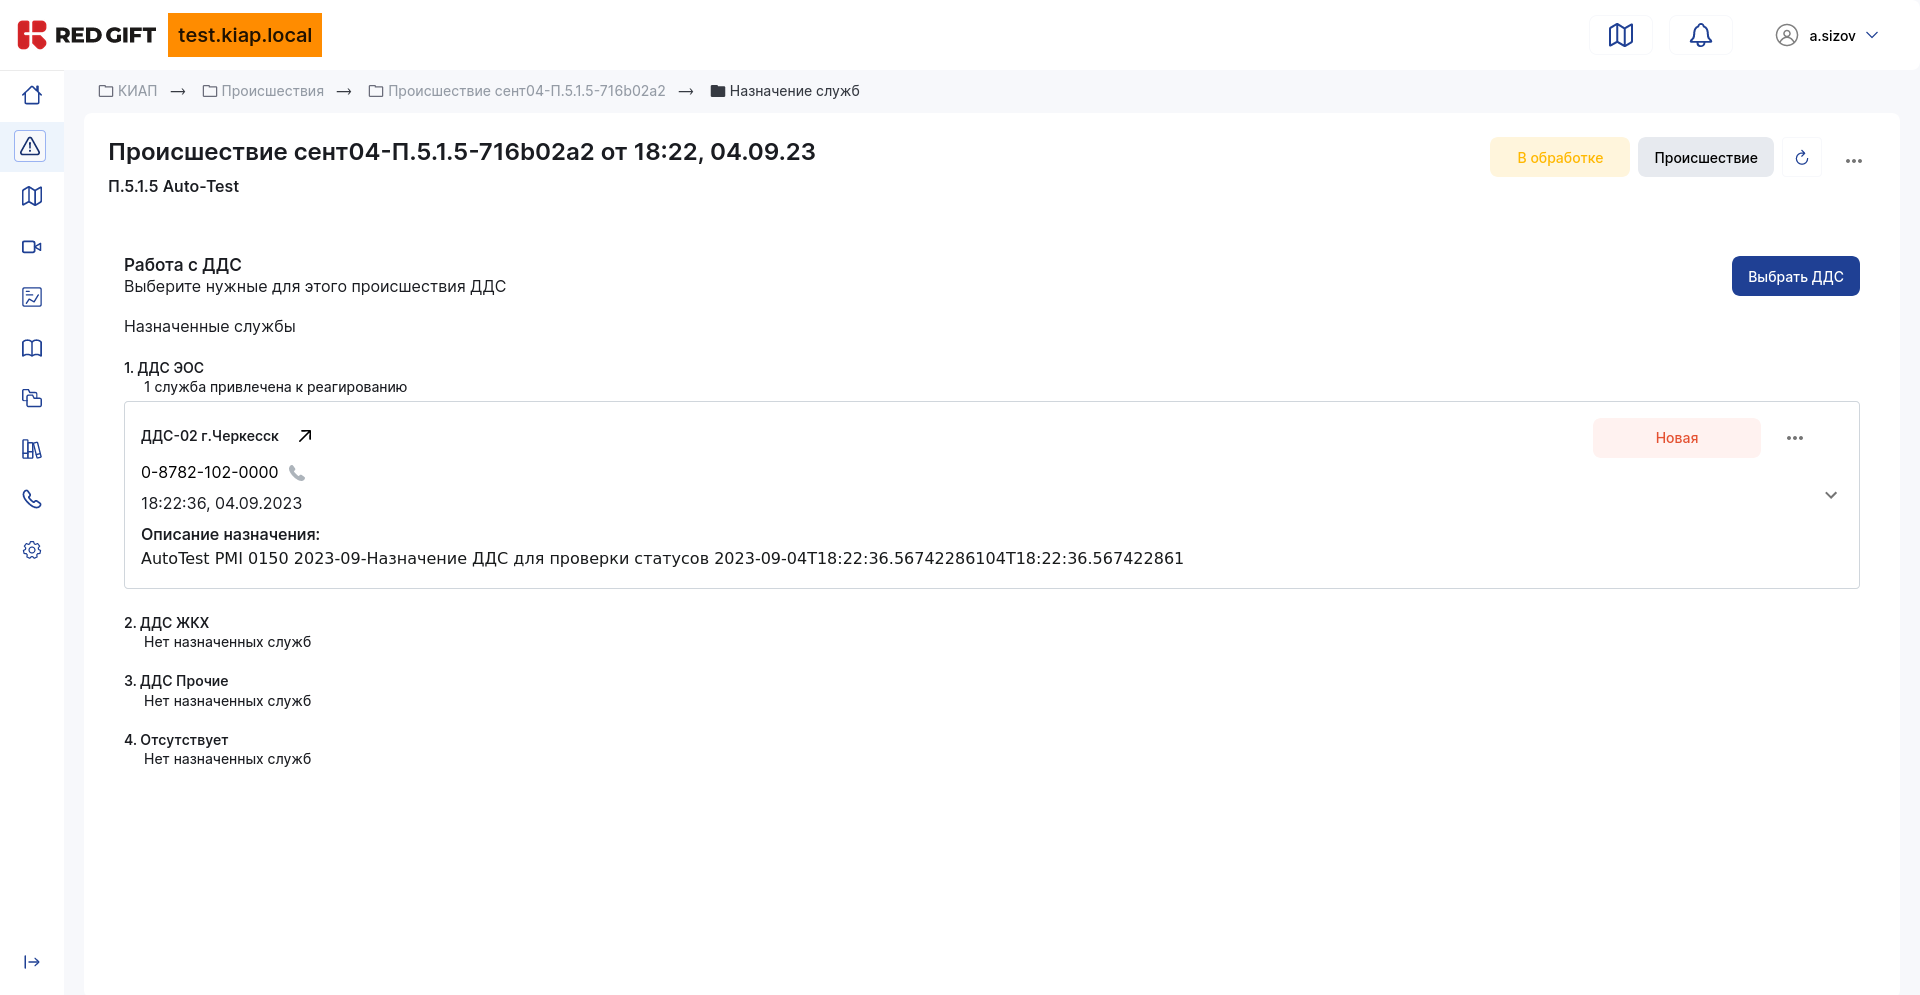 RED GIFT test.kiap.local a.sizov
КИАП → Происшествия → Происшествие сент04-П.5.1.5-716b02a2 → Назначение служб
Происшествие сент04-П.5.1.5-716b02a2 от 18:22, 04.09.23
В обработке Происшествие
П.5.1.5 Auto-Test
Работа с ДДС
Выберите нужные для этого происшествия ДДС
Выбрать ДДС
Назначенные службы
1. ДДС ЭОС
1 служба привлечена к реагированию
ДДС-02 г.Черкесск
Новая
0-8782-102-0000
18:22:36, 04.09.2023
Описание назначения:
AutoTest PMI 0150 2023-09-Назначение ДДС для проверки статусов 2023-09-04T18:22:36.56742286104T18:22:36.567422861
2. ДДС ЖКХ
Нет назначенных служб
3. ДДС Прочие
Нет назначенных служб
4. Отсутствует
Нет назначенных служб